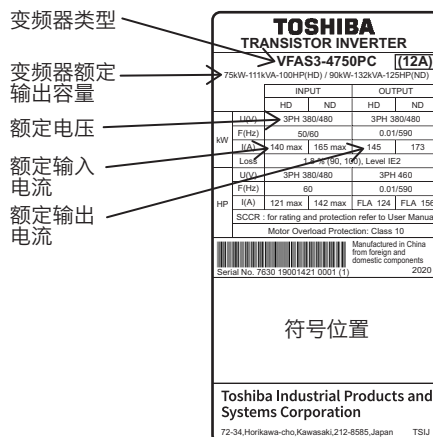 变频器类型
变频器额定
输出容量
额定电压
额定输入
电流
额定输出
电流
TOSHIBA
TRANSISTOR INVERTER
VFAS3-4750PC (12A)
75kW-111kVA-100HP(HD) / 90kW-132kVA-125HP(ND)
INPUT OUTPUT
HD ND HD ND
kW
U(V) 3PH 380/480 3PH 380/480
F(Hz) 50/60 0.01/590
I(A) 140 max 165 max 145 173
Loss 1.8 % (90, 100), Level IE2
HP
U(V) 3PH 380/480 3PH 460
F(Hz) 60 0.01/590
I(A) 121 max 142 max FLA 124 FLA 156
SCCR : for rating and protection refer to User Manual
Motor Overload Protection: Class 10
Manufactured in China
from foreign and
domestic components
Serial No. 7630 19001421 0001 (1) 2020
符号位置
Toshiba Industrial Products and
Systems Corporation
72-34,Horikawa-cho,Kawasaki,212-8585,Japan TSIJ